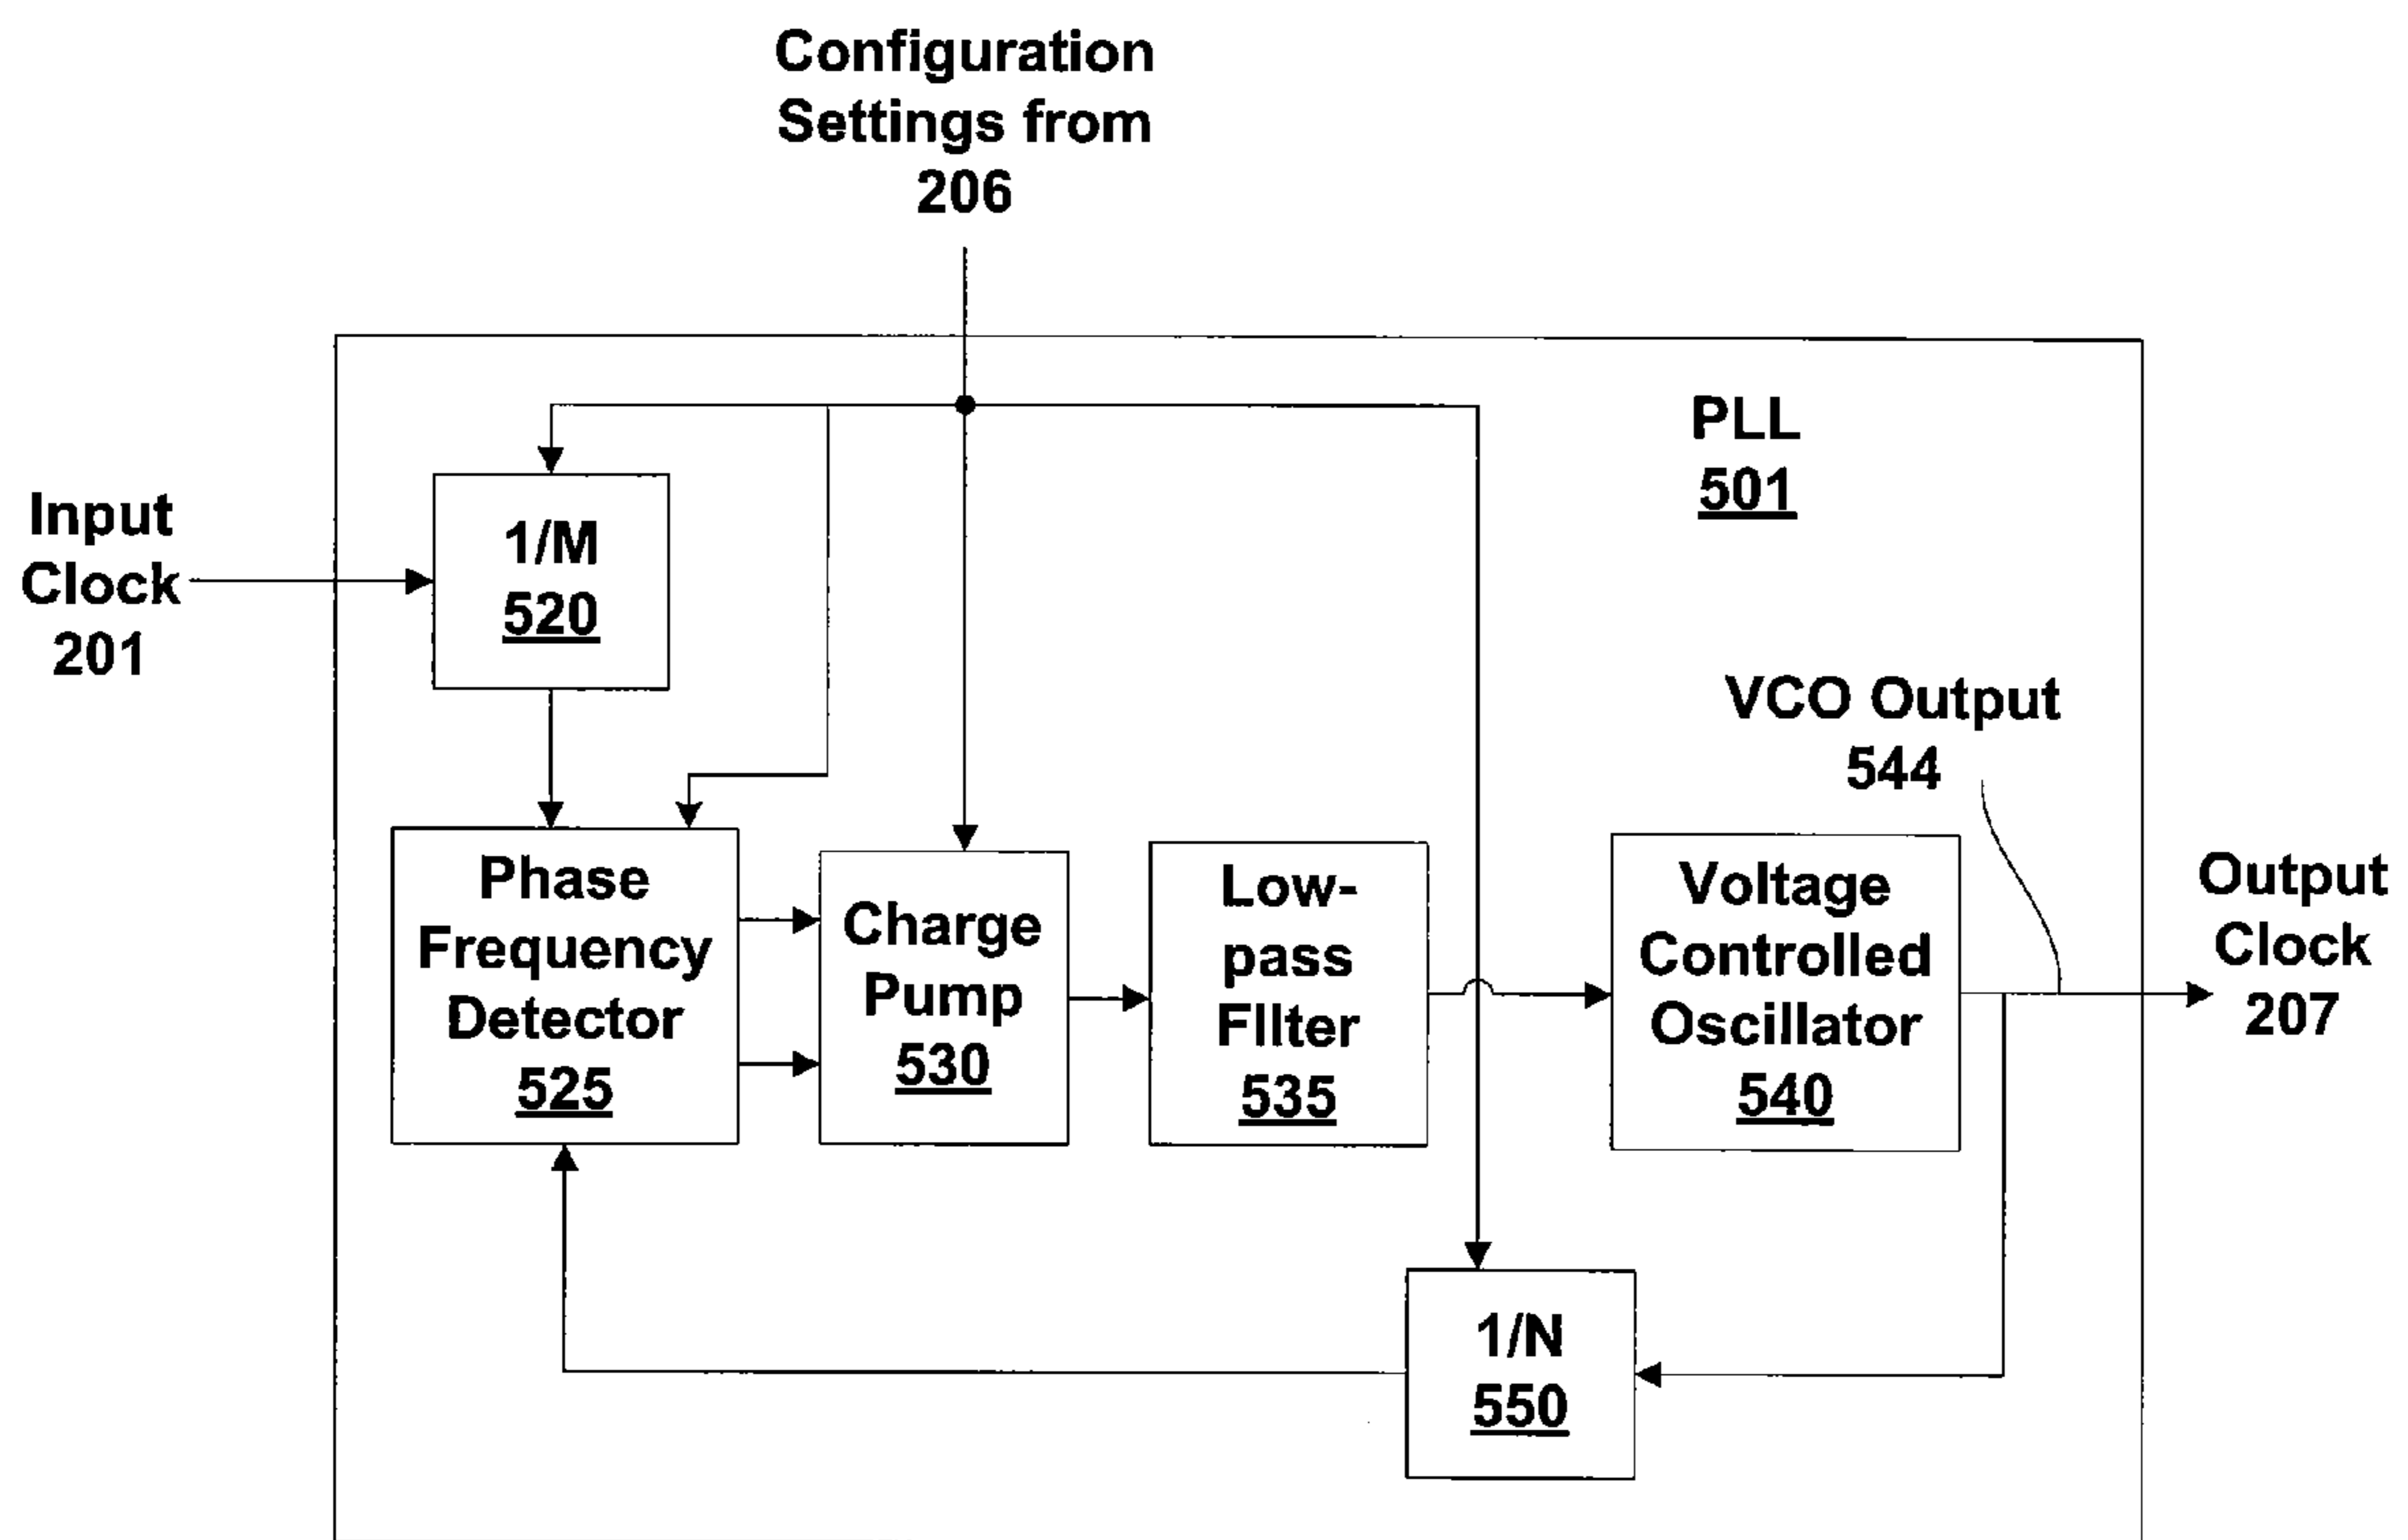 Configuration
Settings from
206
PLL
501
Input
Clock
201
1/M
520
VCO Output
544
Phase
Frequency
Detector
525
Charge
Pump
530
Low-
pass
FIlter
535
Voltage
Controlled
Oscillator
540
Output
Clock
207
1/N
550